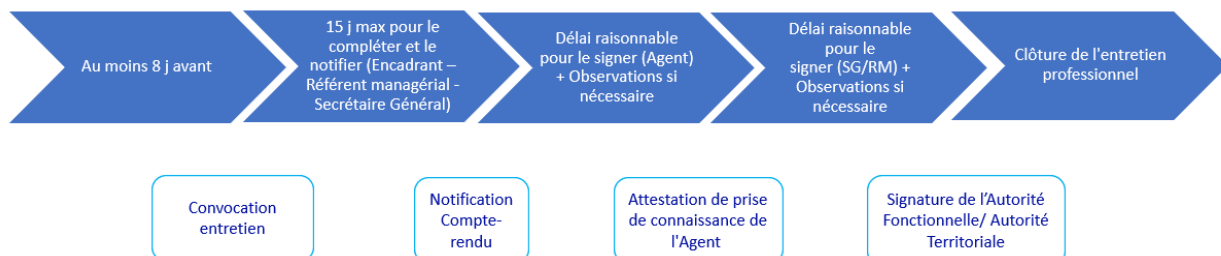 Au moins 8 j avant
15 j max pour le
compléter et le
notifier (Encadrant –
Référent managérial -
Secrétaire Général)
Délai raisonnable
pour le signer (Agent)
+ Observations si
nécessaire
Délai raisonnable
pour le
signer (SG/RM) +
Observations si
nécessaire
Clôture de l'entretien
professionnel
Convocation
entretien
Notification
Compte-
rendu
Attestation de prise
de connaissance de
l'Agent
Signature de l’Autorité
Fonctionnelle/ Autorité
Territoriale